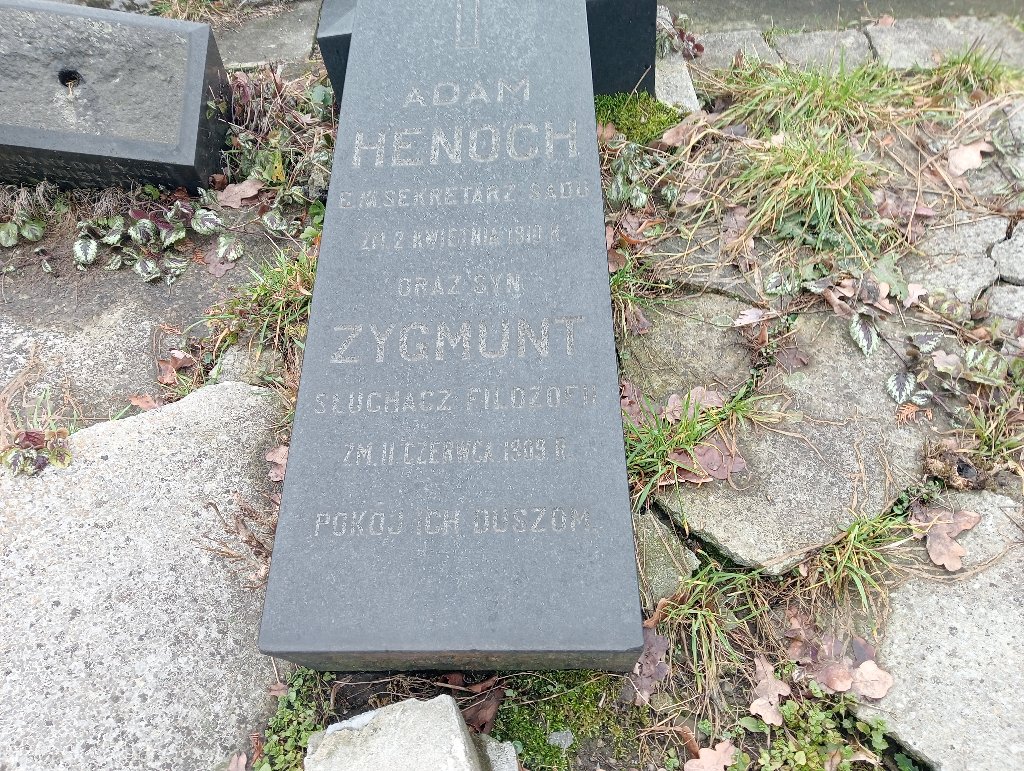 ADAM
HENOCH
C.K. SEKRETARZ SĄDU
ZM. 2 KWIETNIA 1910 R.
ORAZ SYN
ZYGMUNT
SŁUCHACZ FILOZOFII
ZM. 11 CZERWCA 1909 R.
POKÓJ ICH DUSZOM.